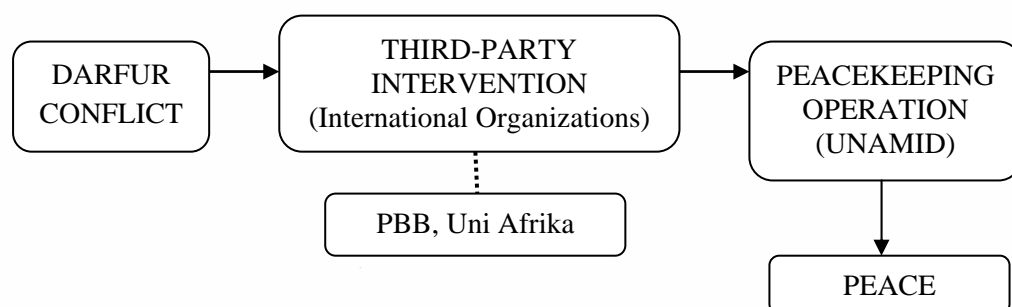 DARFUR
CONFLICT
THIRD-PARTY
INTERVENTION
(International Organizations)
PEACEKEEPING
OPERATION
(UNAMID)
PBB, Uni Afrika
PEACE